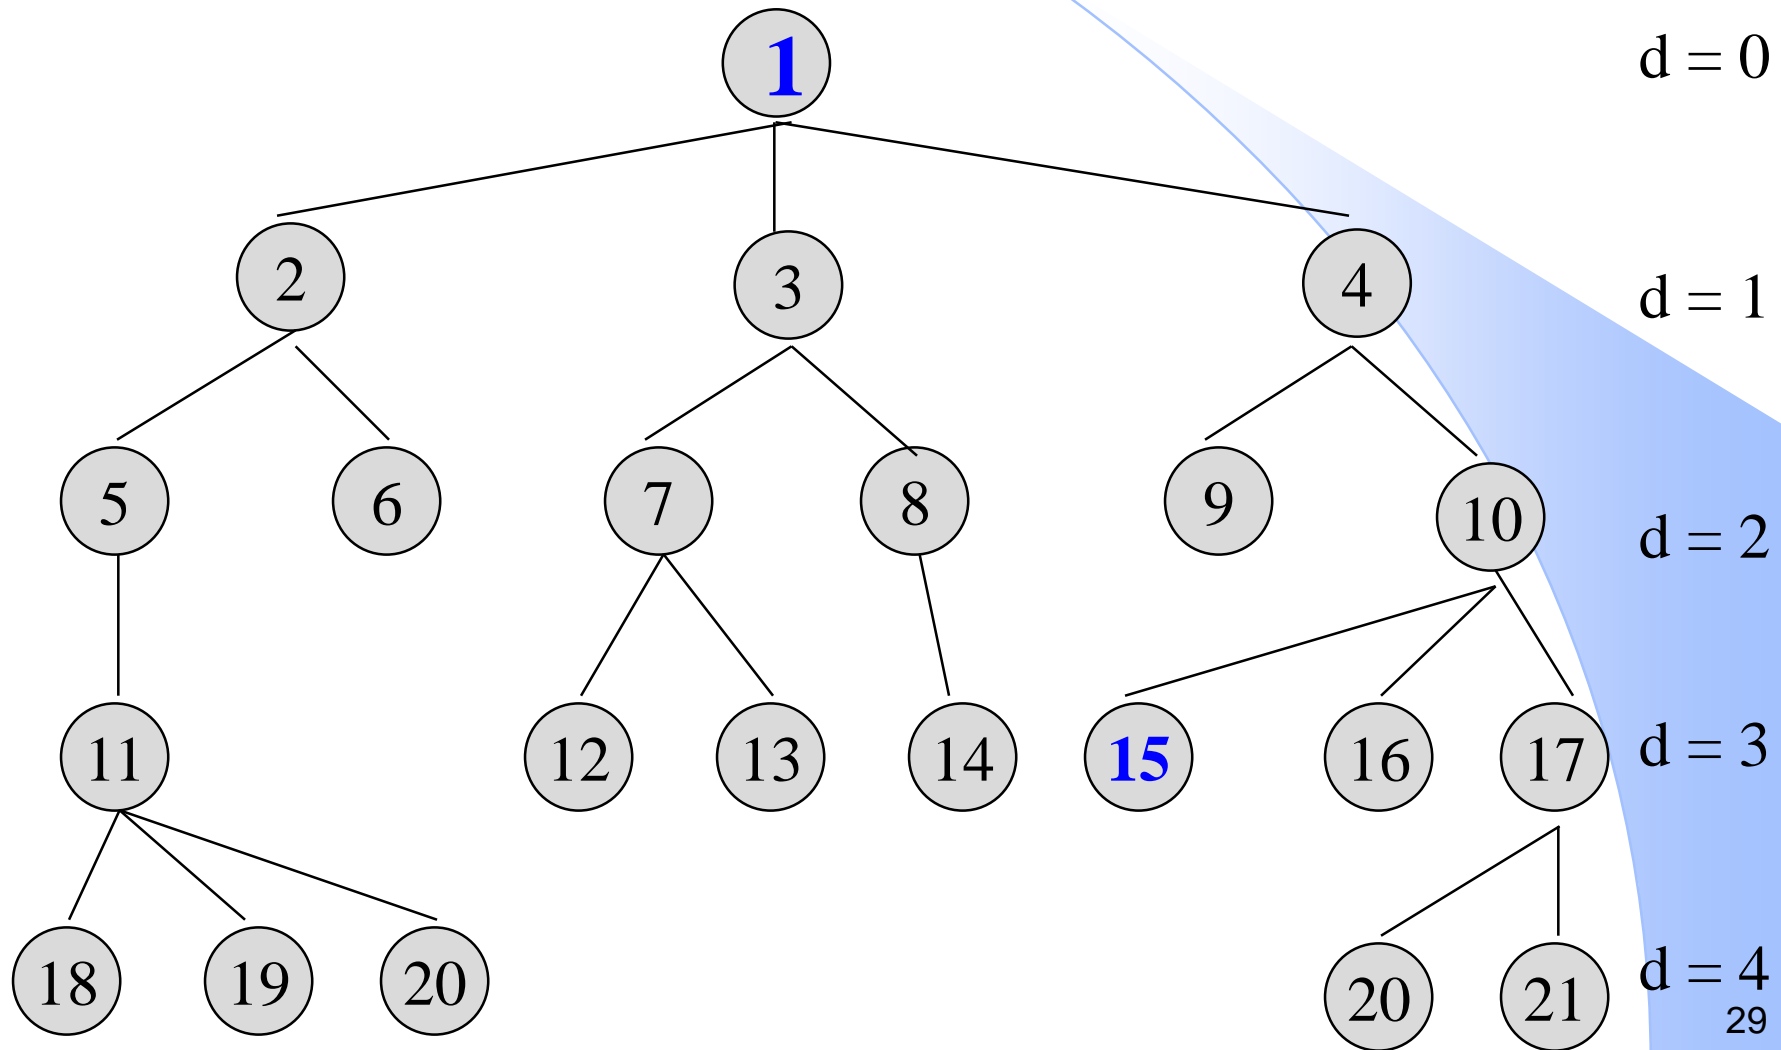 1 d = 0
2 3 4 d = 1
5 6 7 8 9 10 d = 2
11 12 13 14 15 16 17 d = 3
18 19 20 20 21 d = 4
29